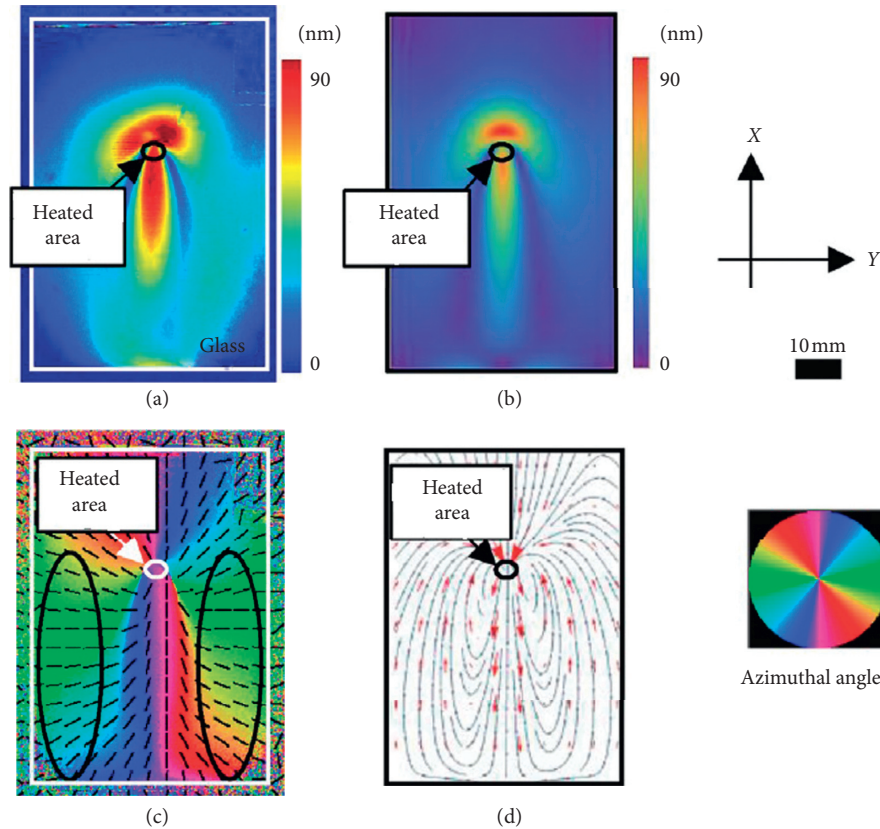 (nm)
90
Heated
area
Glass
0
(a)
(nm)
90
Heated
area
0
(b)
X
Y
10 mm
Heated
area
(c)
Heated
area
(d)
Azimuthal angle